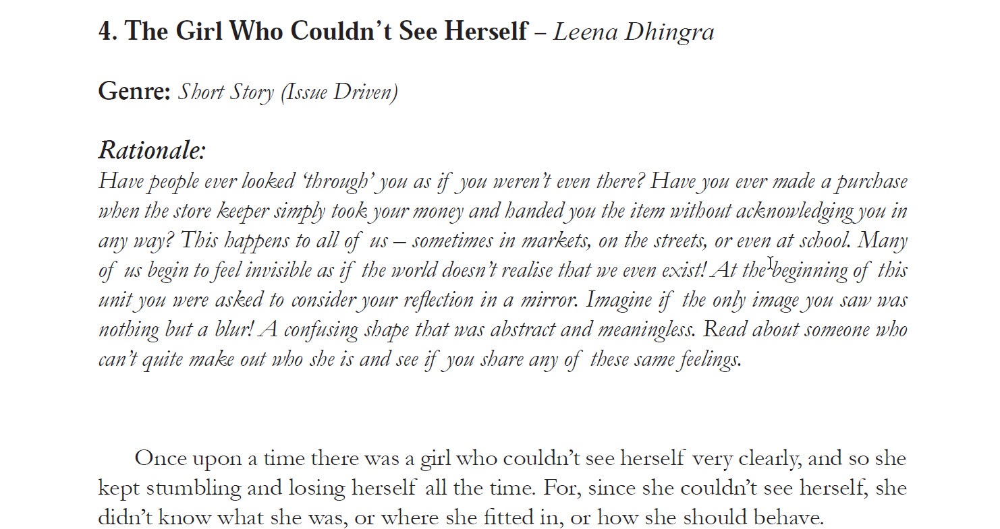 4. The Girl Who Couldn’t See Herself – Leena Dhingra
Genre: Short Story (Issue Driven)
Rationale:
Have people ever looked ‘through’ you as if you weren’t even there? Have you ever made a purchase
when the store keeper simply took your money and handed you the item without acknowledging you in
any way? This happens to all of us – sometimes in markets, on the streets, or even at school. Many
of us begin to feel invisible as if the world doesn’t realise that we even exist! At the beginning of this
unit you were asked to consider your reflection in a mirror. Imagine if the only image you saw was
nothing but a blur! A confusing shape that was abstract and meaningless. Read about someone who
can’t quite make out who she is and see if you share any of these same feelings.
Once upon a time there was a girl who couldn’t see herself very clearly, and so she
kept stumbling and losing herself all the time. For, since she couldn’t see herself, she
didn’t know what she was, or where she fitted in, or how she should behave.